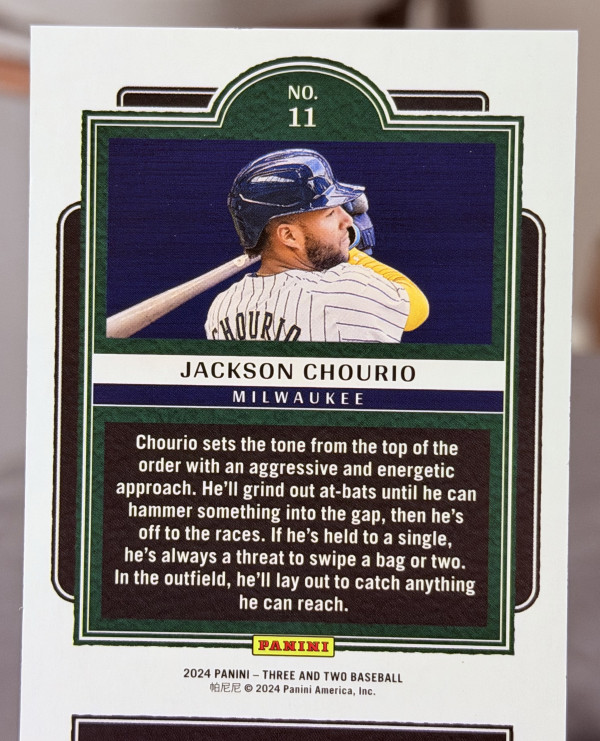 NO.
11
CHOURIO
JACKSON CHOURIO
MILWAUKEE
Chourio sets the tone from the top of the
order with an aggressive and energetic
approach. He'll grind out at-bats until he can
hammer something into the gap, then he's
off to the races. If he's held to a single,
he's always a threat to swipe a bag or two.
In the outfield, he'll lay out to catch anything
he can reach.
PANINI
2024 PANINI – THREE AND TWO BASEBALL
帕尼尼 © 2024 Panini America, Inc.